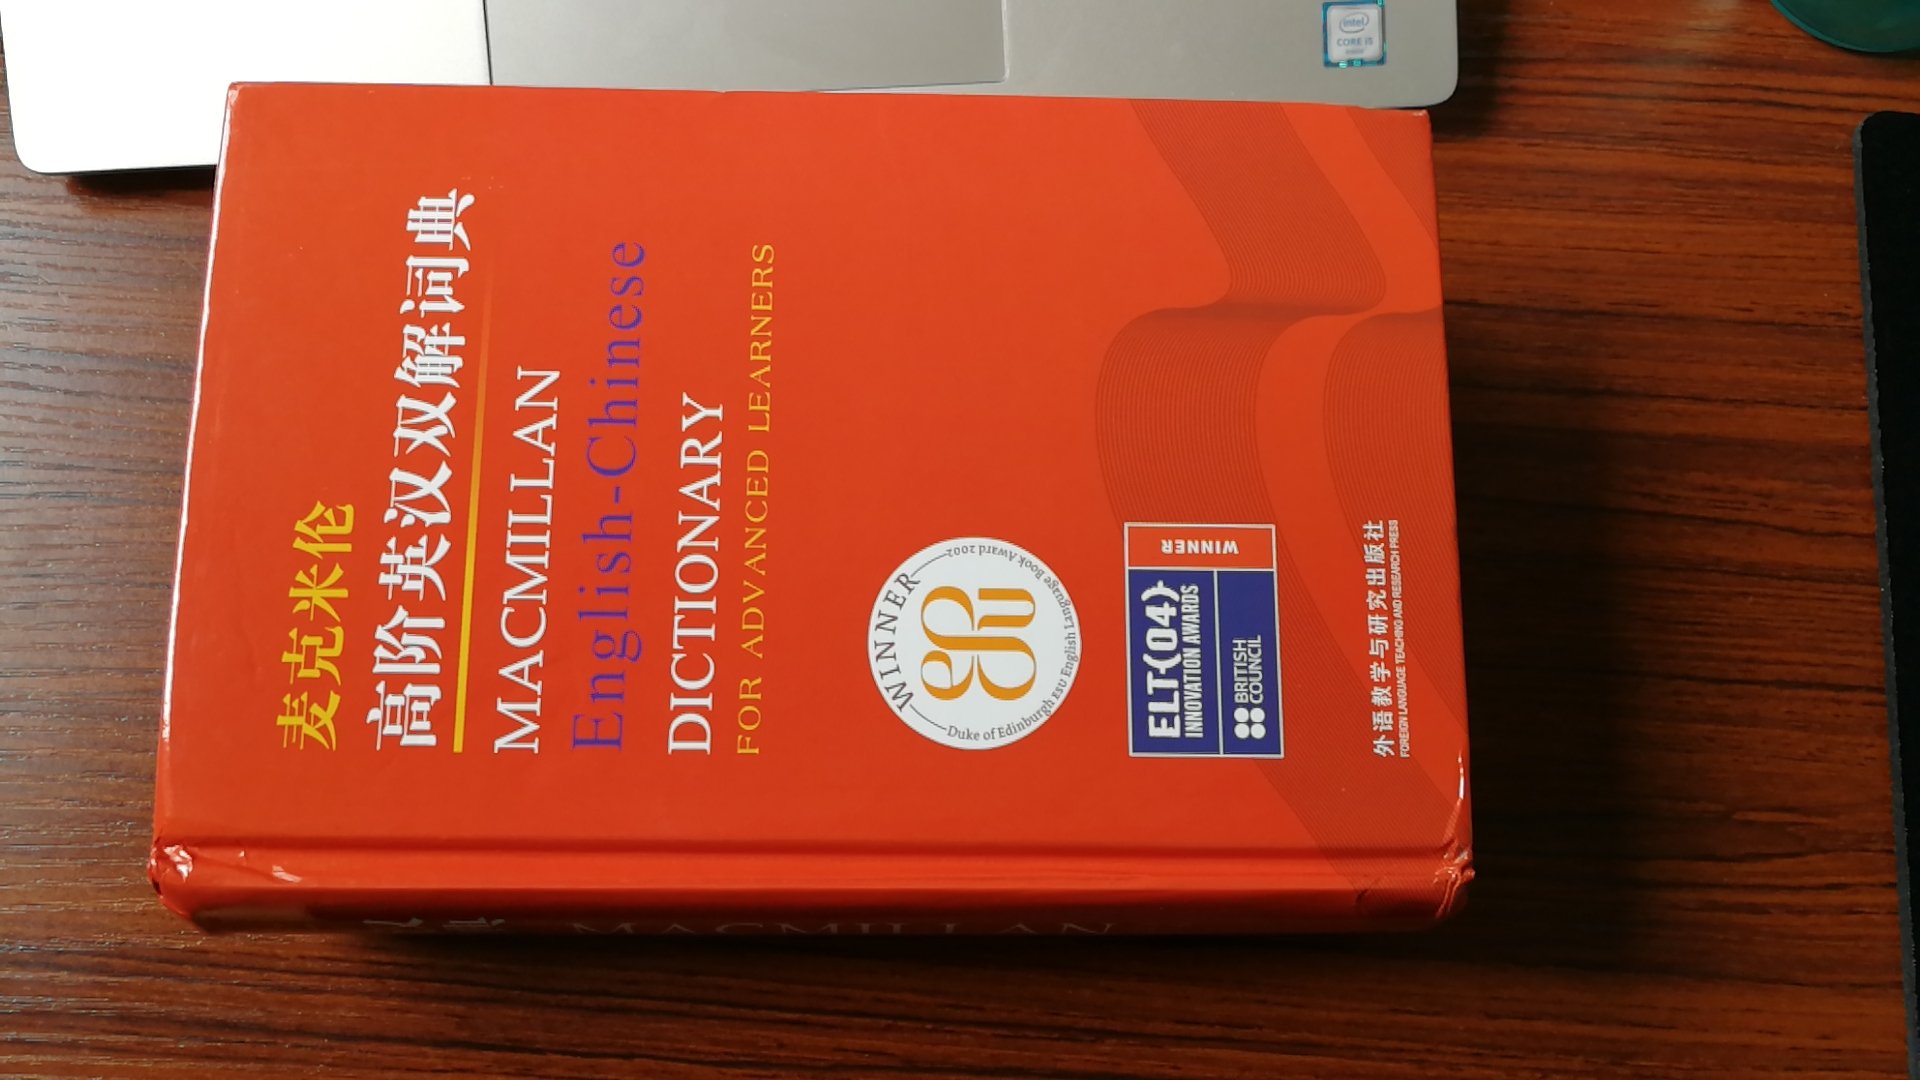 麦克米伦
高阶英汉双解词典
MACMILLAN
English-Chinese
DICTIONARY
FOR ADVANCED LEARNERS
WINNER
Duke of Edinburgh ESU English Language Book Award 2002
ELT{04}
INNOVATION AWARDS
BRITISH
COUNCIL
WINNER
外语教学与研究出版社
FOREIGN LANGUAGE TEACHING AND RESEARCH PRESS
MACMILLAN
intel
CORE i5